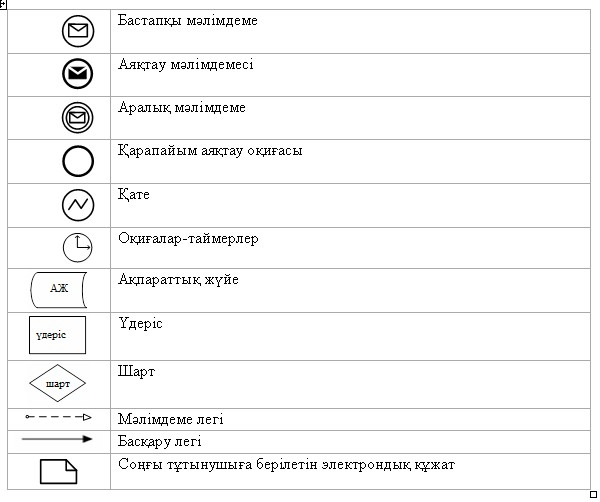 Бастапқы мәлімдеме
Аяқтау мәлімдемесі
Аралық мәлімдеме
Қарапайым аяқтау оқиғасы
Қате
Оқиғалар-таймерлер
АЖ
Ақпараттық жүйе
үдеріс
Үдеріс
шарт
Шарт
Мәлімдеме легі
Басқару легі
Соңғы тұтынушыға берілетін электрондық құжат